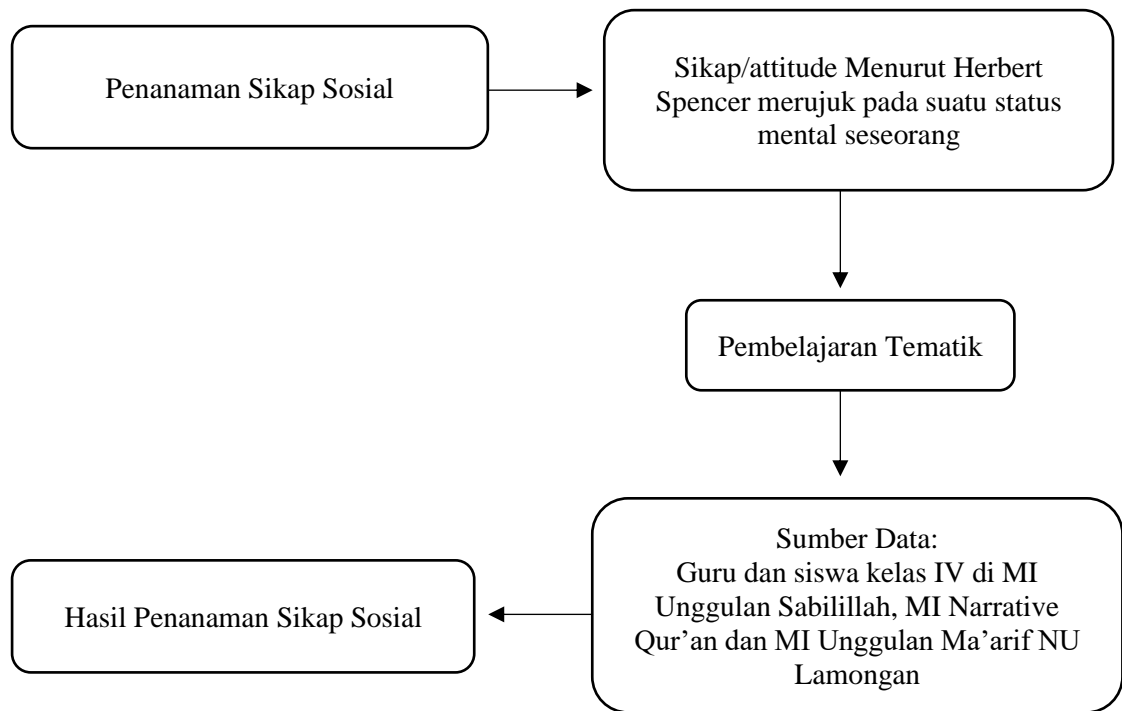 Penanaman Sikap Sosial
Sikap/attitude Menurut Herbert
Spencer merujuk pada suatu status
mental seseorang
Pembelajaran Tematik
Sumber Data:
Guru dan siswa kelas IV di MI
Unggulan Sabilillah, MI Narrative
Qur’an dan MI Unggulan Ma’arif NU
Lamongan
Hasil Penanaman Sikap Sosial